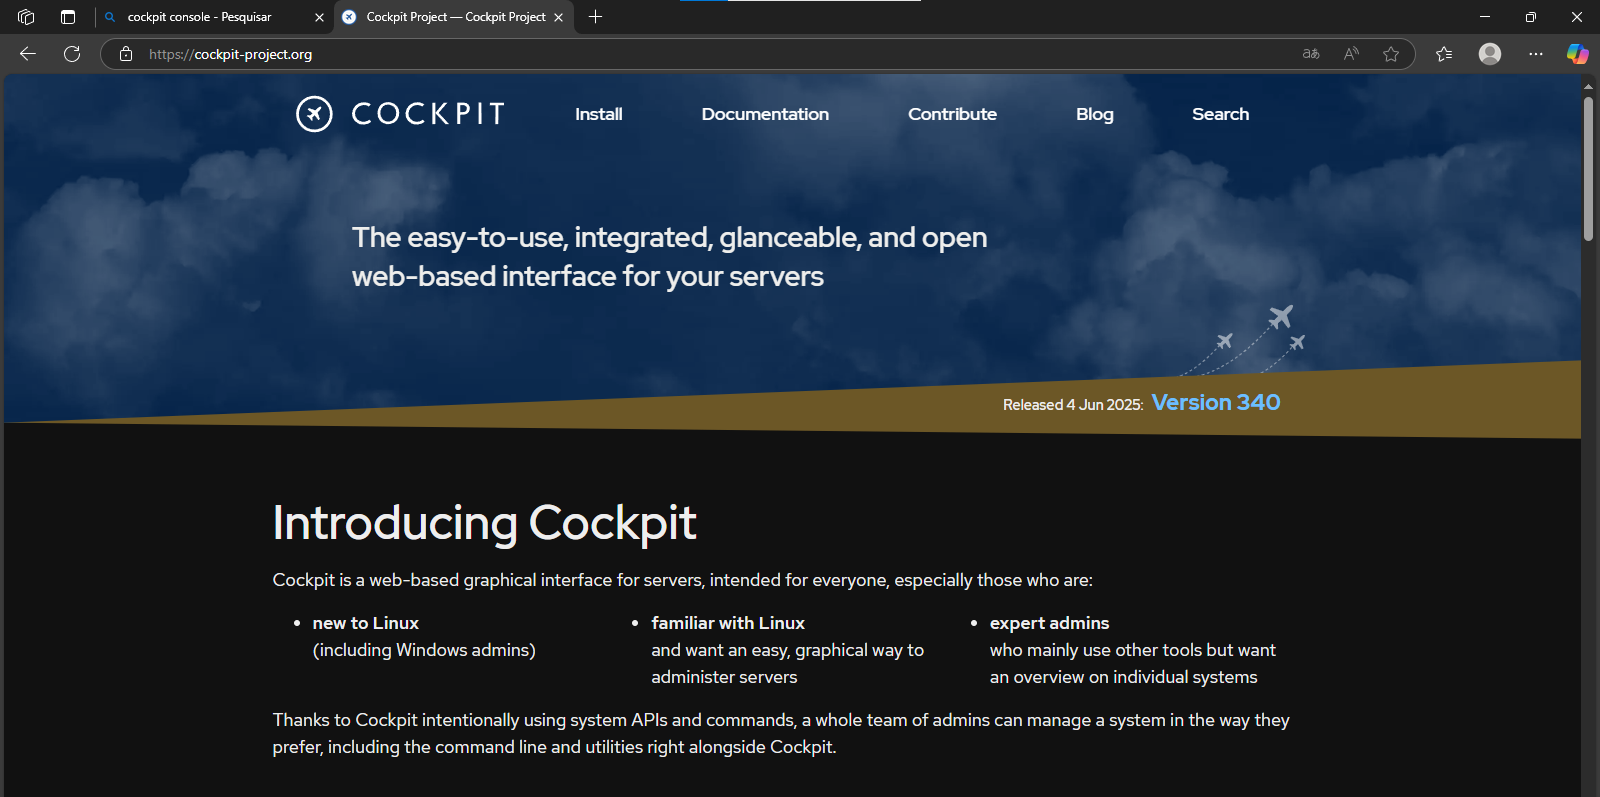 cockpit console - Pesquisar
Cockpit Project — Cockpit Project
https://cockpit-project.org
COCKPIT
Install
Documentation
Contribute
Blog
Search
The easy-to-use, integrated, glanceable, and open
web-based interface for your servers
Released 4 Jun 2025: Version 340
Introducing Cockpit
Cockpit is a web-based graphical interface for servers, intended for everyone, especially those who are:
• new to Linux
(including Windows admins)
• familiar with Linux
and want an easy, graphical way to
administer servers
• expert admins
who mainly use other tools but want
an overview on individual systems
Thanks to Cockpit intentionally using system APIs and commands, a whole team of admins can manage a system in the way they
prefer, including the command line and utilities right alongside Cockpit.